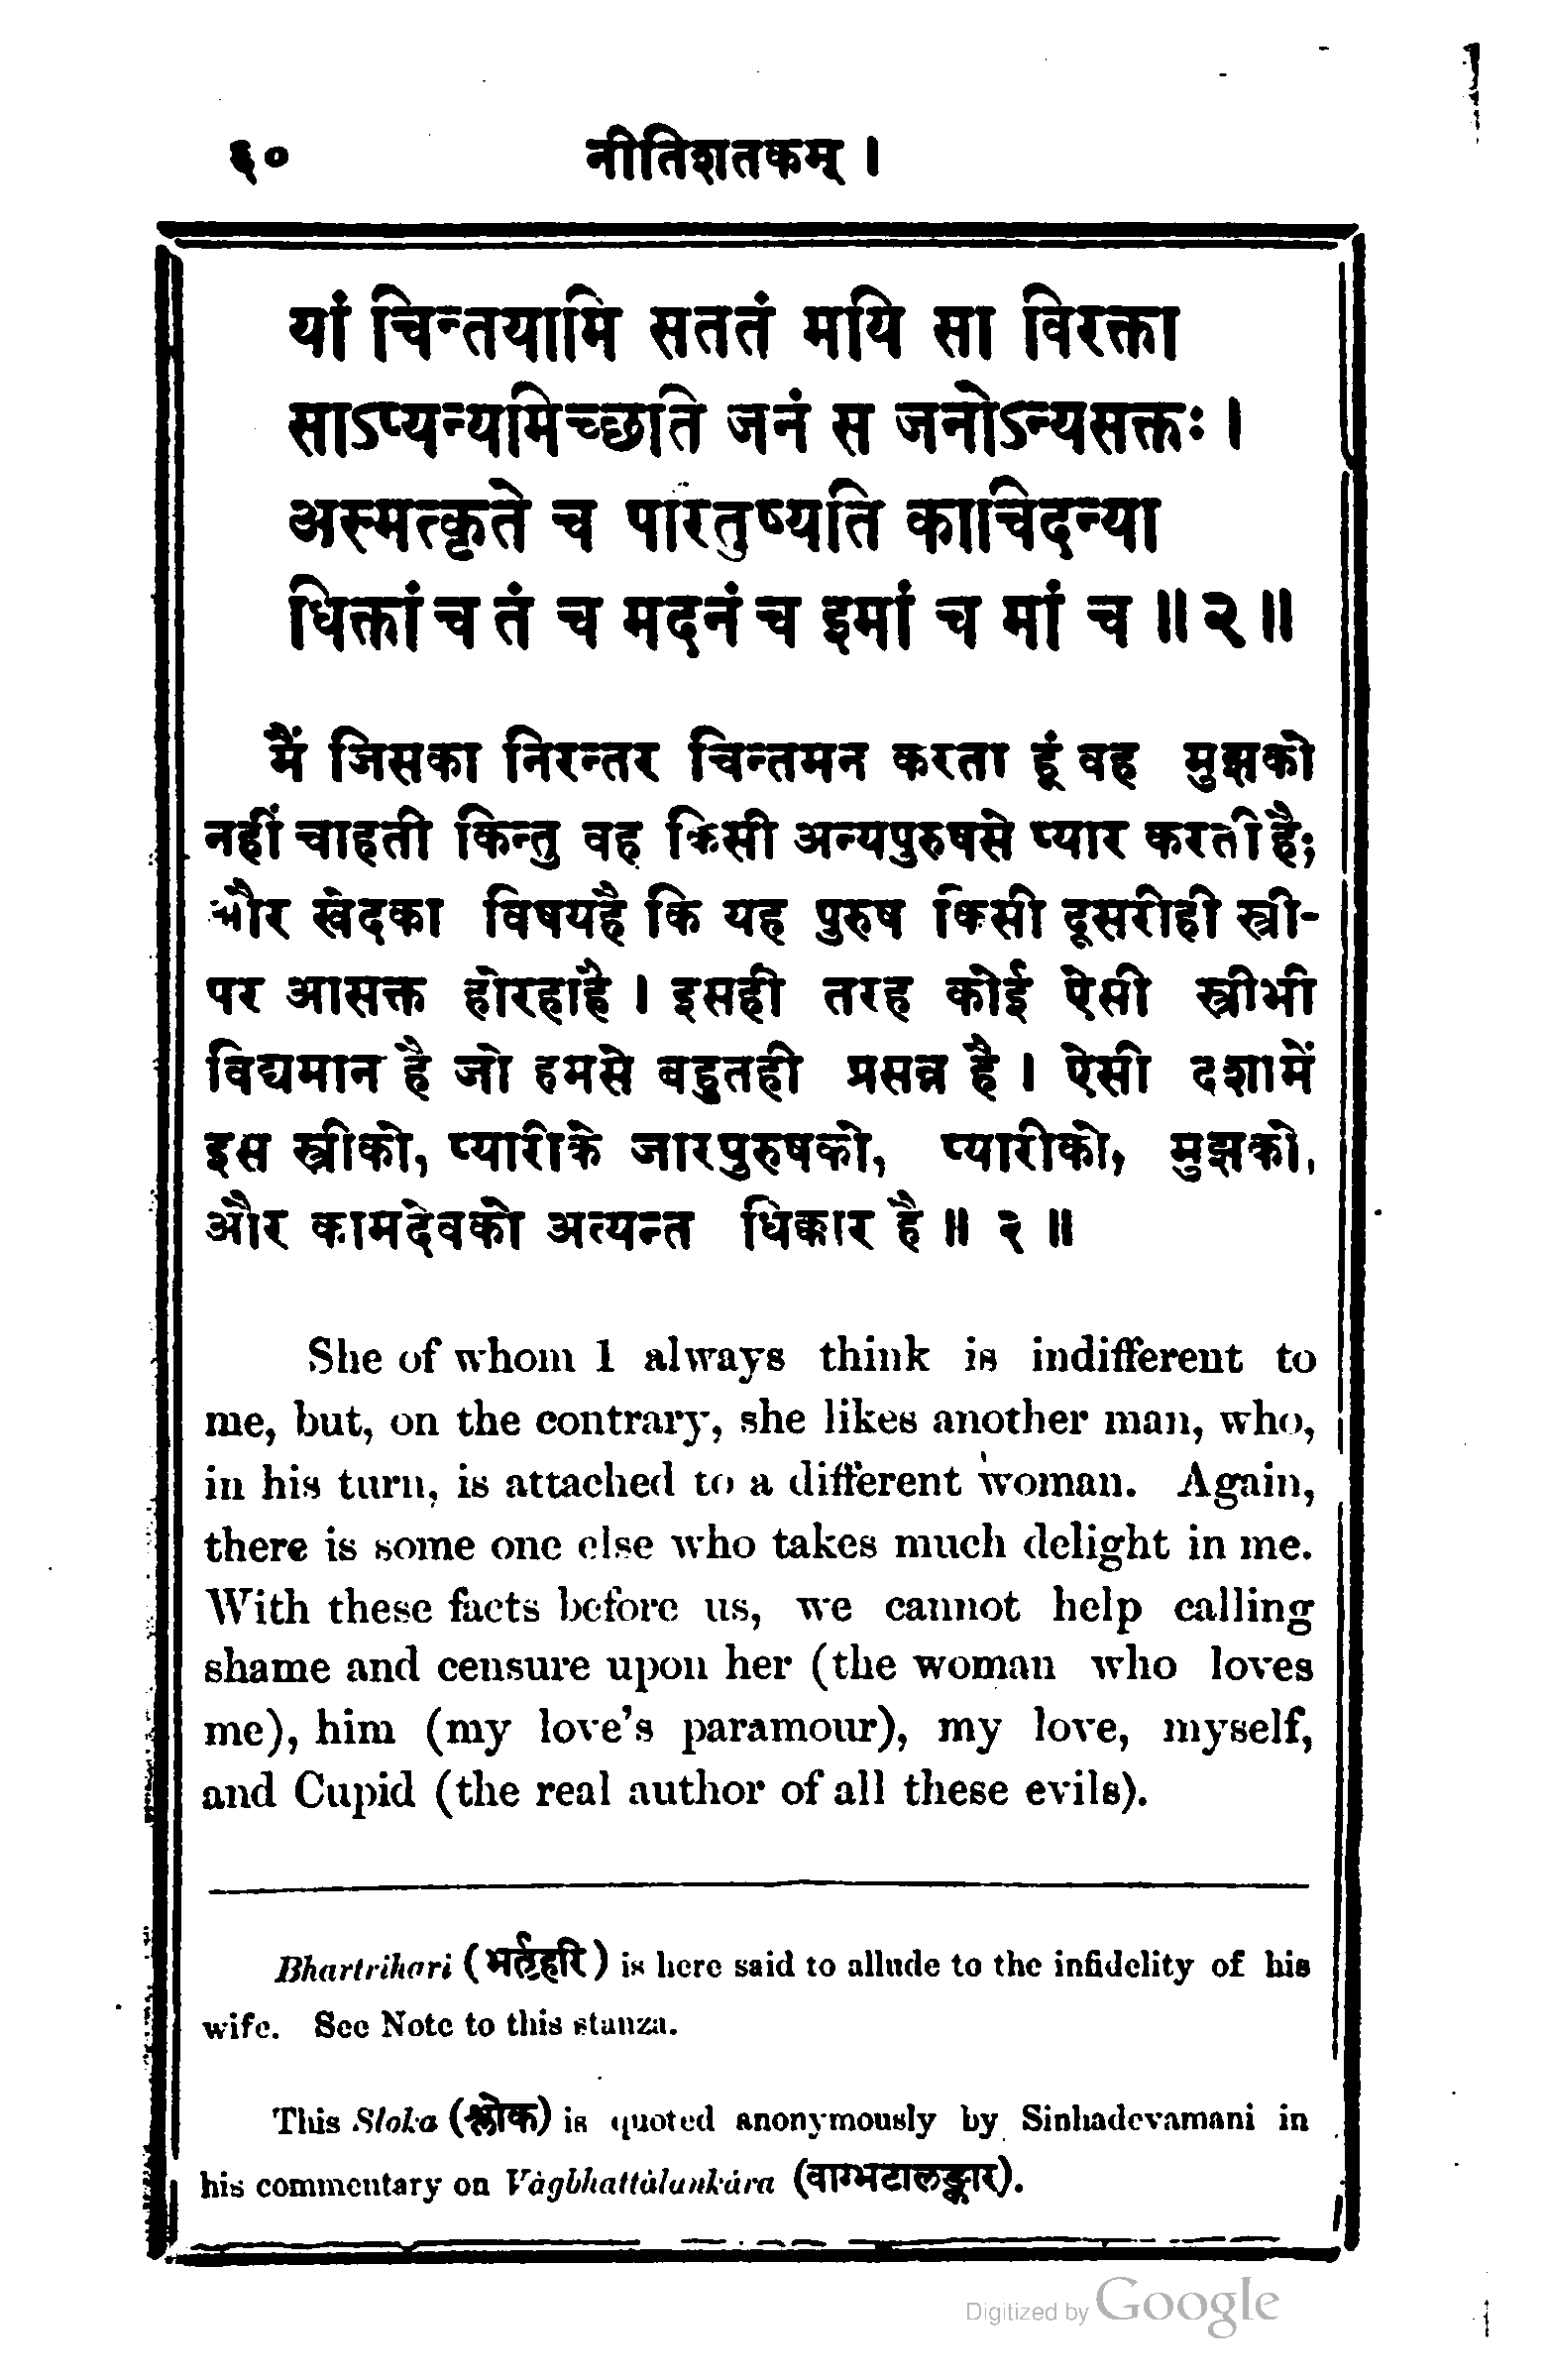 ६०
नीतिशतकम् ।
यां चिन्तयामि सततं मयि सा विरक्ता
साऽप्यन्यमिच्छति जनं स जनोऽन्यसक्तः ।
अस्मत्कृते च परितुष्यति काचिदन्या
धिक्तां च तं च मदनं च इमां च मां च ॥ २ ॥
मैं जिसका निरन्तर चिन्तमन करता हूं वह मुझको
नहीं चाहती किन्तु वह किसी अन्यपुरुषसे प्यार करती है;
और खेदका विषयहै कि यह पुरुष किसी दूसरीही स्त्री-
पर आसक्त होरहाहै । इसही तरह कोई ऐसी स्त्रीभी
विद्यमान है जो हमसे बहुतही प्रसन्न है । ऐसी दशामें
इस स्त्रीको, प्यारीके जारपुरुषको, प्यारीको, मुझको,
और कामदेवको अत्यन्त धिक्कार है ॥ २ ॥
She of whom I always think is indifferent to
me, but, on the contrary, she likes another man, who,
in his turn, is attached to a different woman. Again,
there is some one else who takes much delight in me.
With these facts before us, we cannot help calling
shame and censure upon her (the woman who loves
me), him (my love's paramour), my love, myself,
and Cupid (the real author of all these evils).
Bhartrihari (भर्तृहरि) is here said to allude to the infidelity of his
wife. See Note to this stanza.
This Sloka (श्लोक) is quoted anonymously by Sinhadevamani in
his commentary on Vàgbhattàlankára (वाग्भटालङ्कार).
Digitized by Google